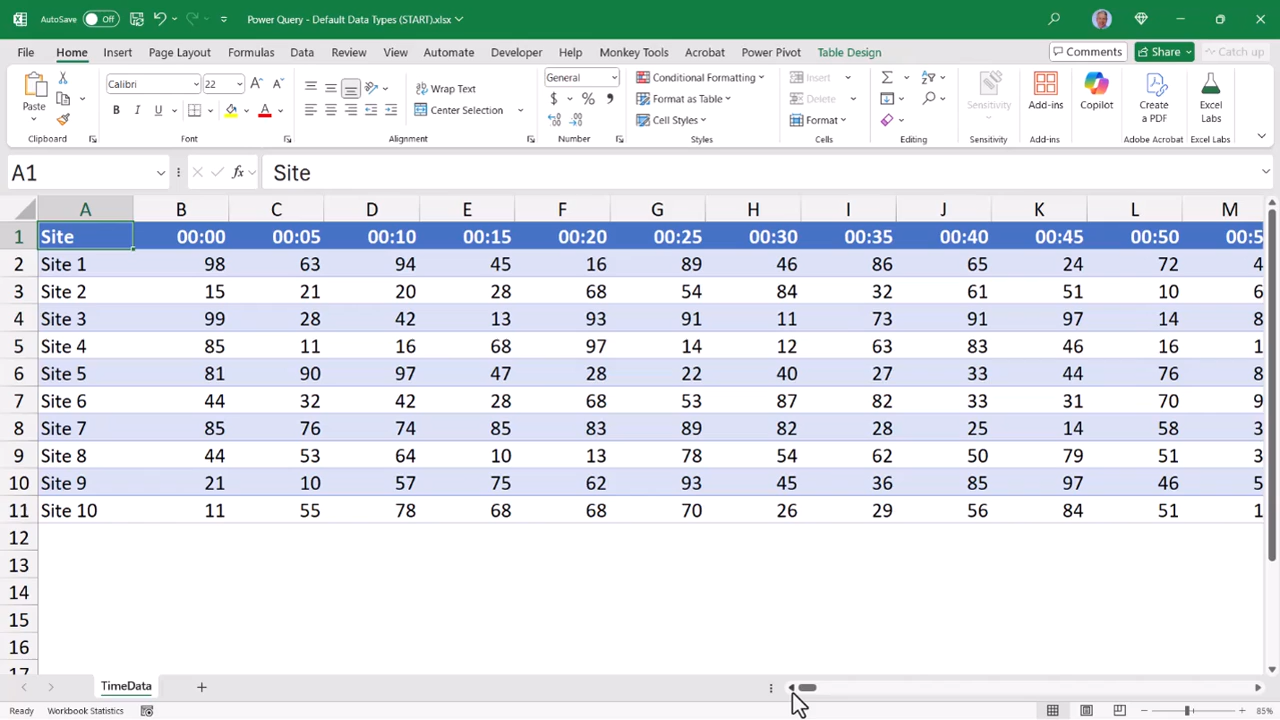 AutoSave Off Power Query - Default Data Types (START).xlsx
File Home Insert Page Layout Formulas Data Review View Automate Developer Help Monkey Tools Acrobat Power Pivot Table Design Comments Share Catch up
Paste Calibri 22 Wrap Text General Conditional Formatting Insert Sensitivity Add-ins Copilot Create a PDF Excel Labs
B I U Center Selection $ % Format as Table Delete
Cell Styles Format
Clipboard Font Alignment Number Styles Cells Editing Sensitivity Add-ins Adobe Acrobat Excel Labs
A1 fx Site
A B C D E F G H I J K L M
1 Site 00:00 00:05 00:10 00:15 00:20 00:25 00:30 00:35 00:40 00:45 00:50 00:5
2 Site 1 98 63 94 45 16 89 46 86 65 24 72 4
3 Site 2 15 21 20 28 68 54 84 32 61 51 10 6
4 Site 3 99 28 42 13 93 91 11 73 91 97 14 8
5 Site 4 85 11 16 68 97 14 12 63 83 46 16 1
6 Site 5 81 90 97 47 28 22 40 27 33 44 76 8
7 Site 6 44 32 42 28 68 53 87 82 33 31 70 9
8 Site 7 85 76 74 85 83 89 82 28 25 14 58 3
9 Site 8 44 53 64 10 13 78 54 62 50 79 51 3
10 Site 9 21 10 57 75 62 93 45 36 85 97 46 5
11 Site 10 11 55 78 68 68 70 26 29 56 84 51 1
12
13
14
15
16
17
TimeData
Ready Workbook Statistics 85%